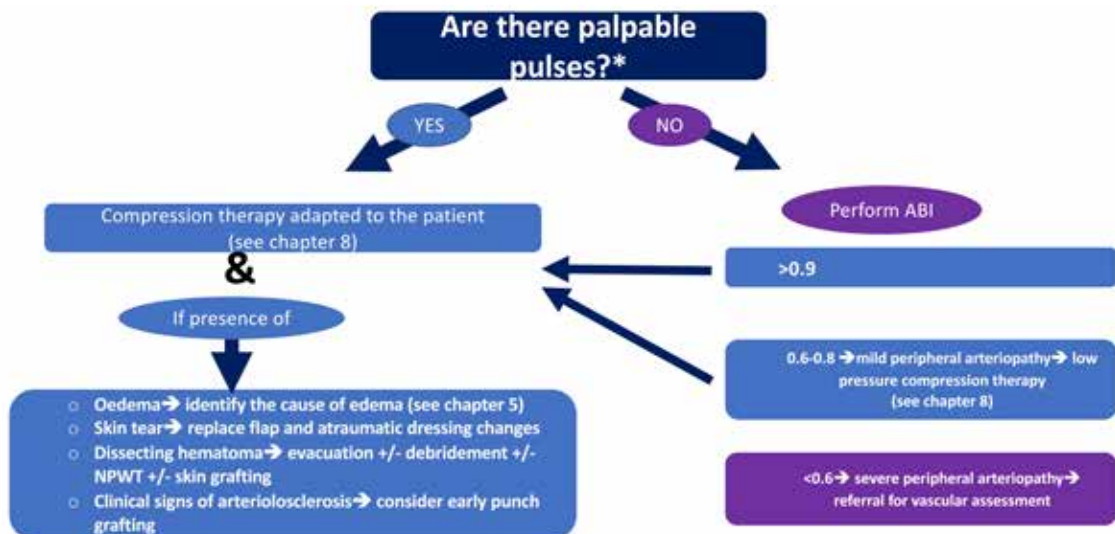 Are there palpable
pulses?*
YES
NO
Compression therapy adapted to the patient
(see chapter 8)
&
If presence of
○ Oedema➔ identify the cause of edema (see chapter 5)
○ Skin tear➔ replace flap and atraumatic dressing changes
○ Dissecting hematoma➔ evacuation +/- debridement +/-
NPWT +/- skin grafting
○ Clinical signs of arteriolosclerosis➔ consider early punch
grafting
Perform ABI
>0.9
0.6-0.8 ➔mild peripheral arteriopathy➔ low
pressure compression therapy
(see chapter 8)
<0.6➔ severe peripheral arteriopathy➔
referral for vascular assessment